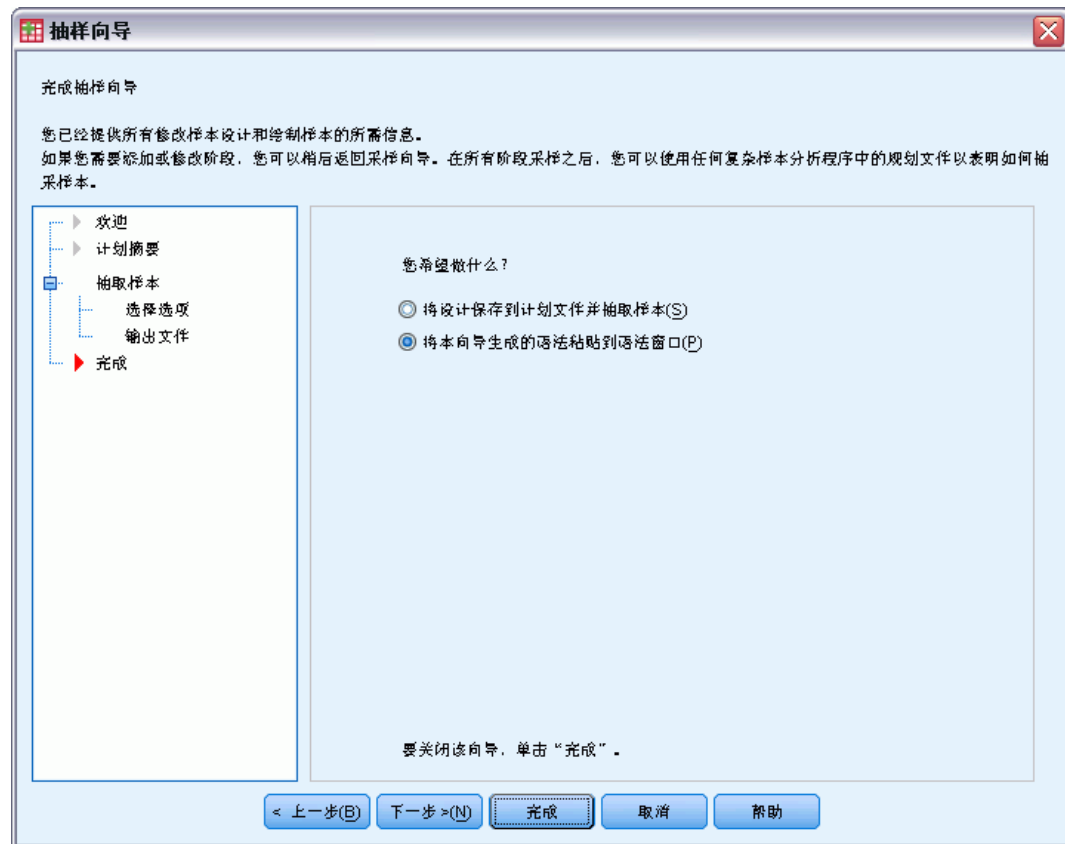 抽样向导
完成抽样向导
您已经提供所有修改样本设计和绘制样本的所需信息。
如果您需要添加或修改阶段，您可以稍后返回采样向导。在所有阶段采样之后，您可以使用任何复杂样本分析程序中的规划文件以表明如何抽
采样本。
欢迎
计划摘要
抽取样本
选择选项
输出文件
完成
您希望做什么？
将设计保存到计划文件并抽取样本(S)
将本向导生成的语法粘贴到语法窗口(P)
要关闭该向导，单击“完成”。
< 上一步(B)
下一步 >(N)
完成
取消
帮助